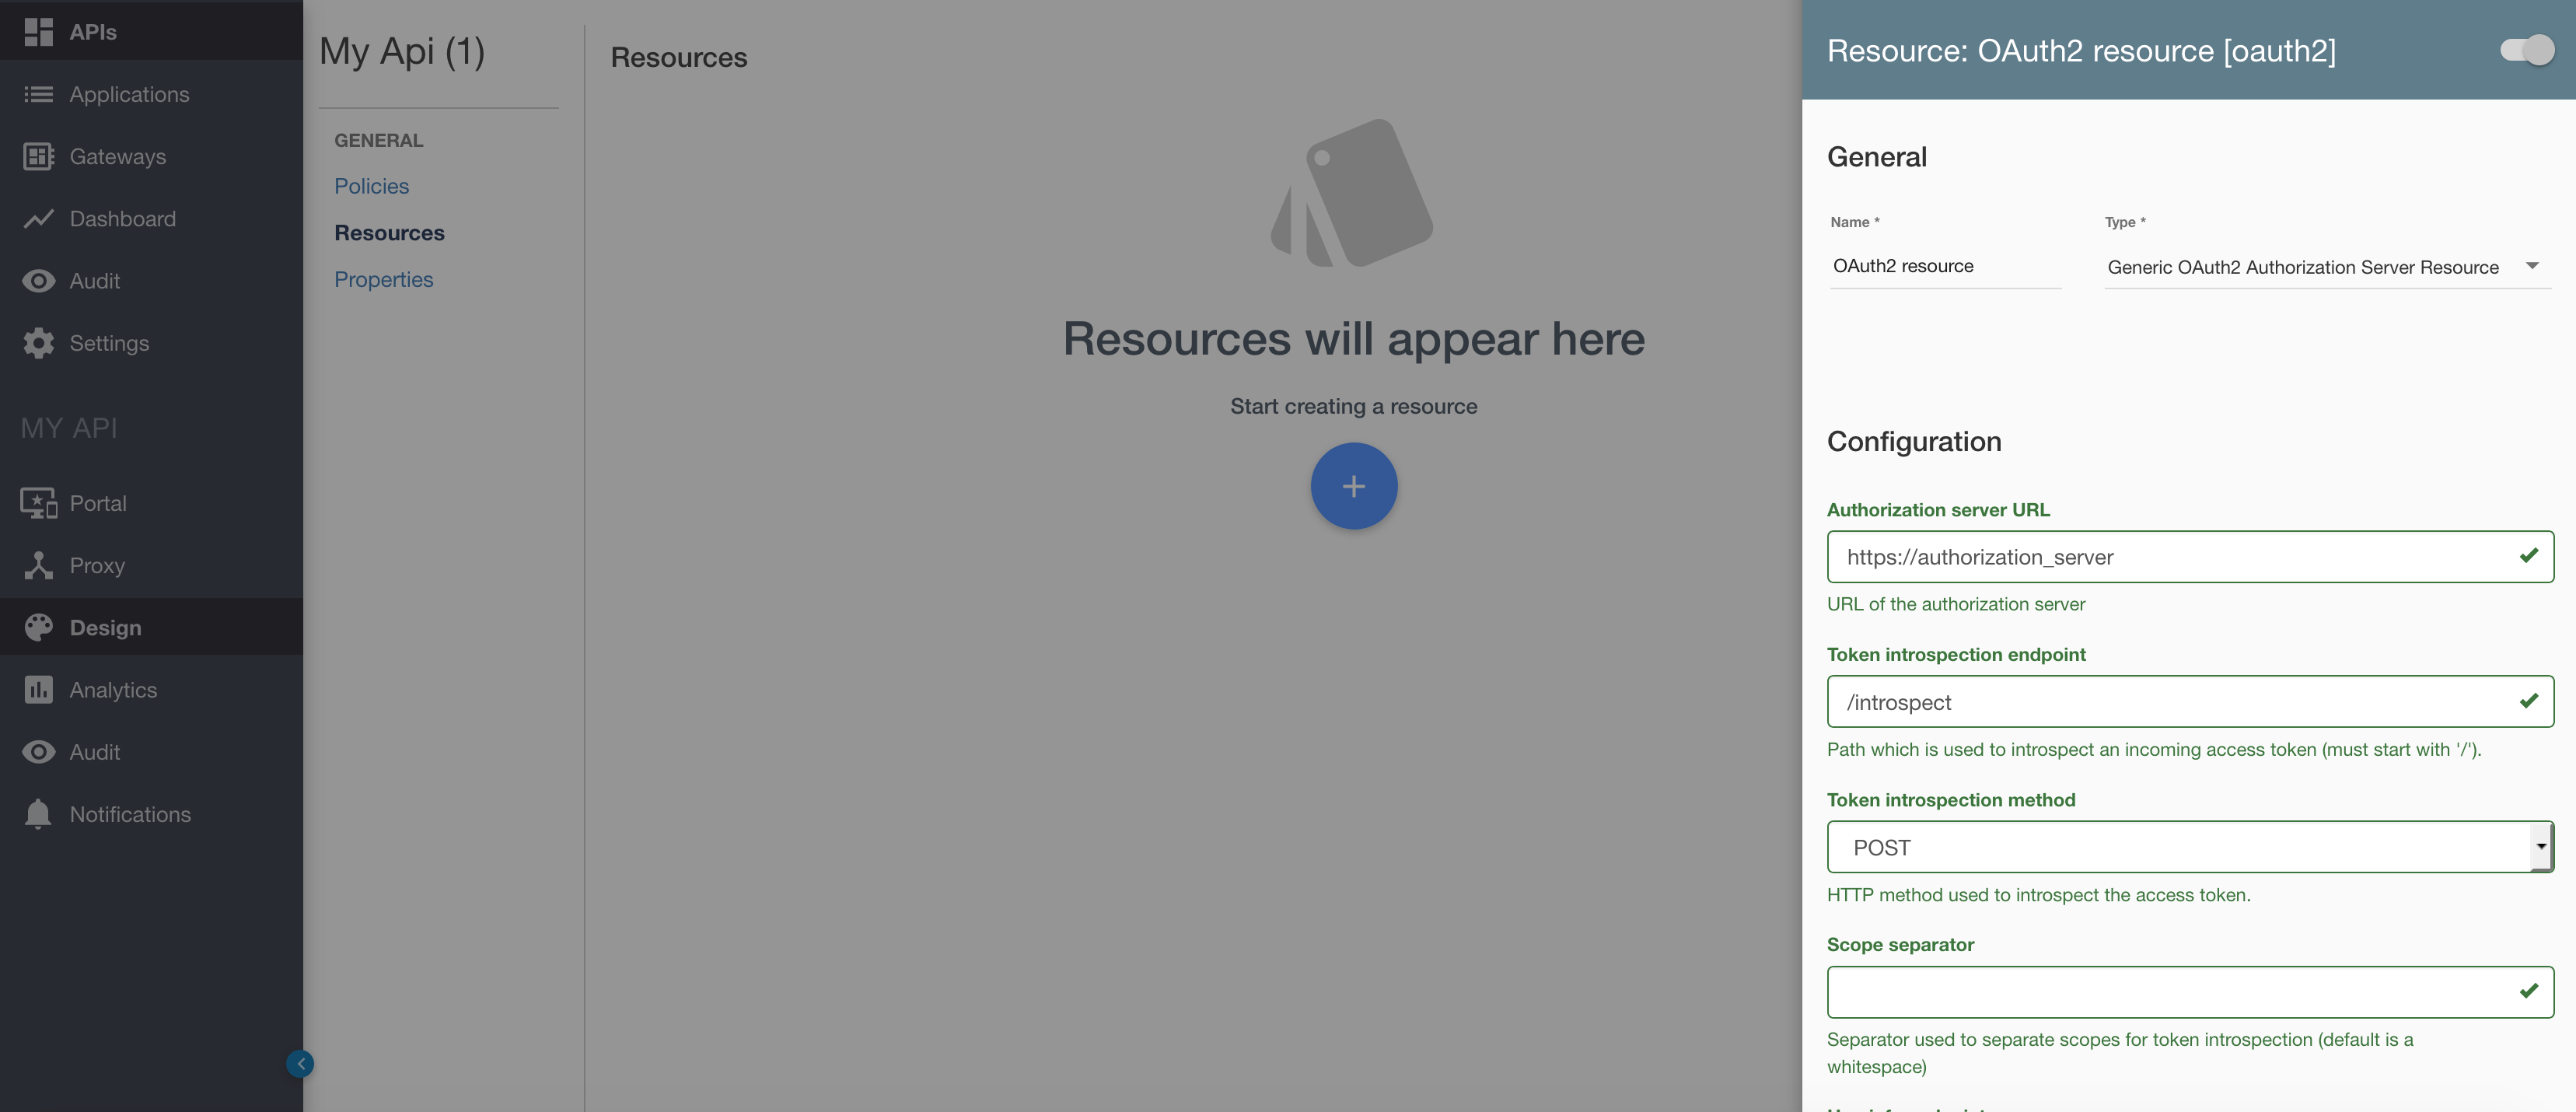 APIs
Applications
Gateways
Dashboard
Audit
Settings
MY API
Portal
Proxy
Design
Analytics
Audit
Notifications
My Api (1)
GENERAL
Policies
Resources
Properties
Resources
Resources will appear here
Start creating a resource
Resource: OAuth2 resource [oauth2]
General
Name *
OAuth2 resource
Type *
Generic OAuth2 Authorization Server Resource
Configuration
Authorization server URL
https://authorization_server
URL of the authorization server
Token introspection endpoint
/introspect
Path which is used to introspect an incoming access token (must start with '/').
Token introspection method
POST
HTTP method used to introspect the access token.
Scope separator
Separator used to separate scopes for token introspection (default is a
whitespace)